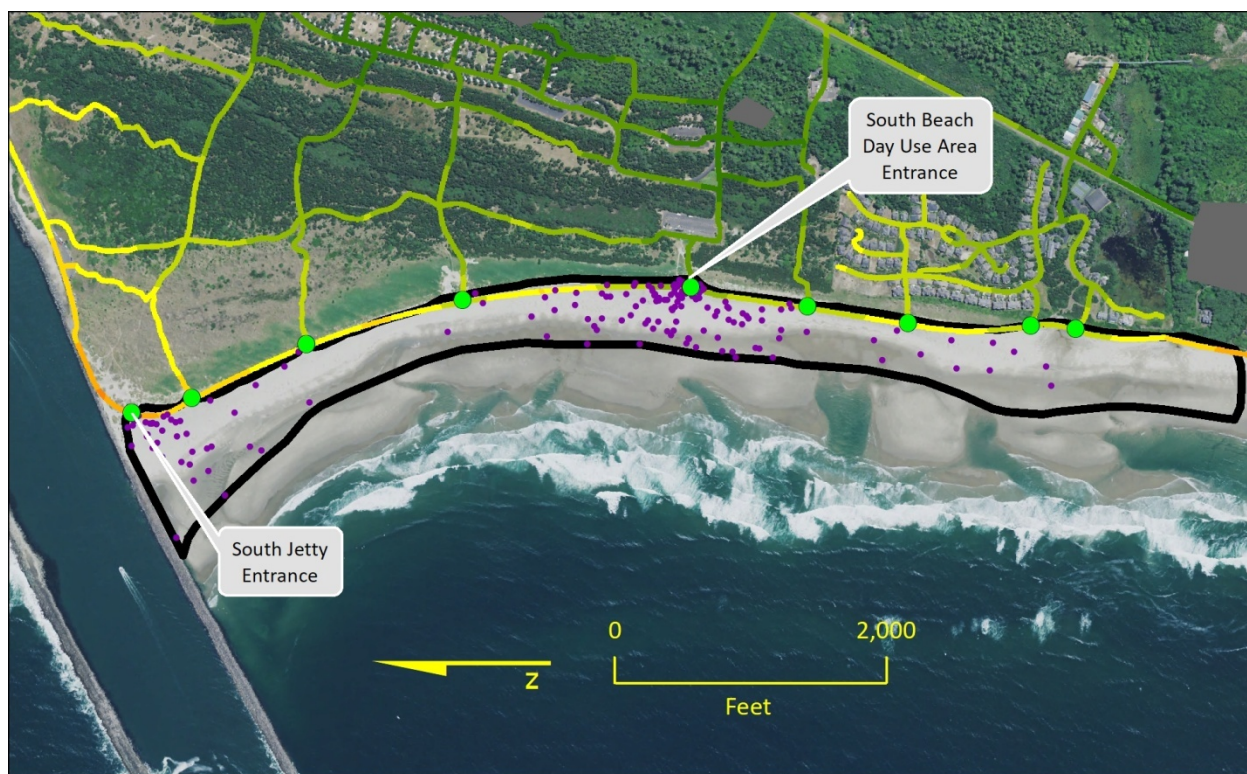 South Beach
Day Use Area
Entrance
South Jetty
Entrance
0 2,000
Feet
N